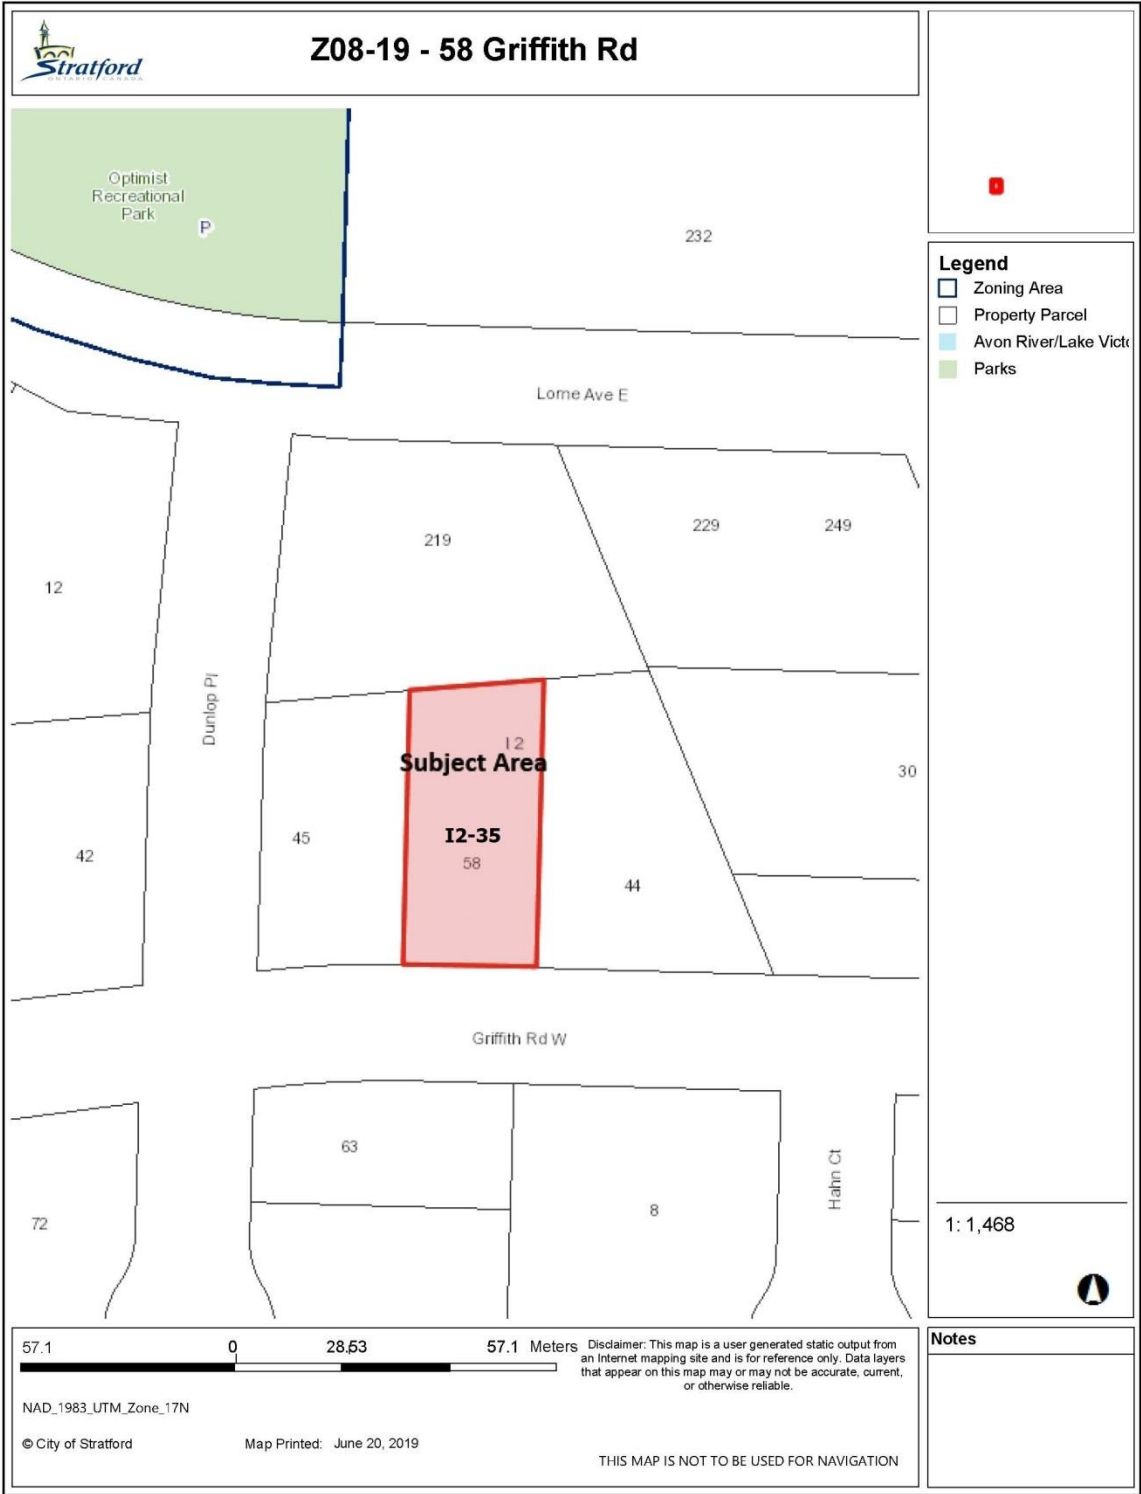 Stratford
ONTARIO CANADA
Z08-19 - 58 Griffith Rd
Optimist
Recreational
Park
P
232
Lorne Ave E
219
229
249
12
Dunlop Pl
I 2
Subject Area
30
I2-35
45
58
42
44
Griffith Rd W
63
Hahn Ct
8
72
Legend
Zoning Area
Property Parcel
Avon River/Lake Victo
Parks
1: 1,468
57.1 0 28.53 57.1 Meters
Disclaimer: This map is a user generated static output from
an Internet mapping site and is for reference only. Data layers
that appear on this map may or may not be accurate, current,
or otherwise reliable.
NAD_1983_UTM_Zone_17N
© City of Stratford Map Printed: June 20, 2019
THIS MAP IS NOT TO BE USED FOR NAVIGATION
Notes